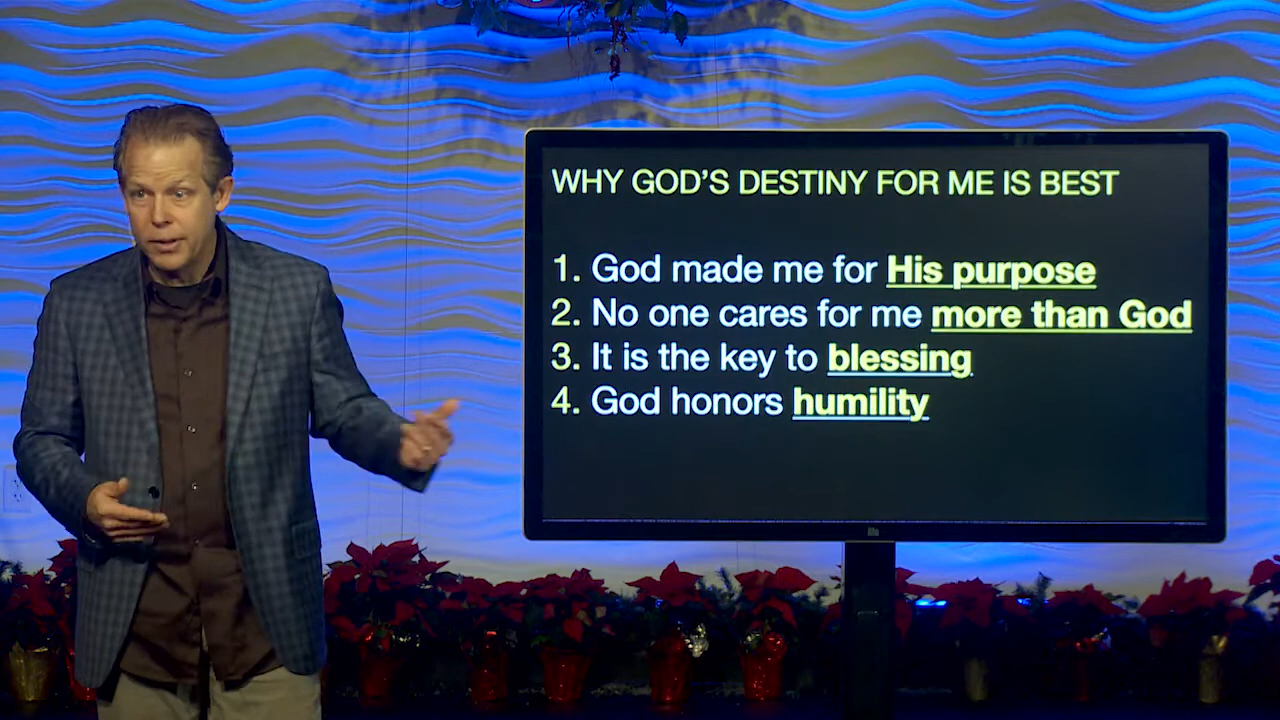 WHY GOD'S DESTINY FOR ME IS BEST
1. God made me for His purpose
2. No one cares for me more than God
3. It is the key to blessing
4. God honors humility